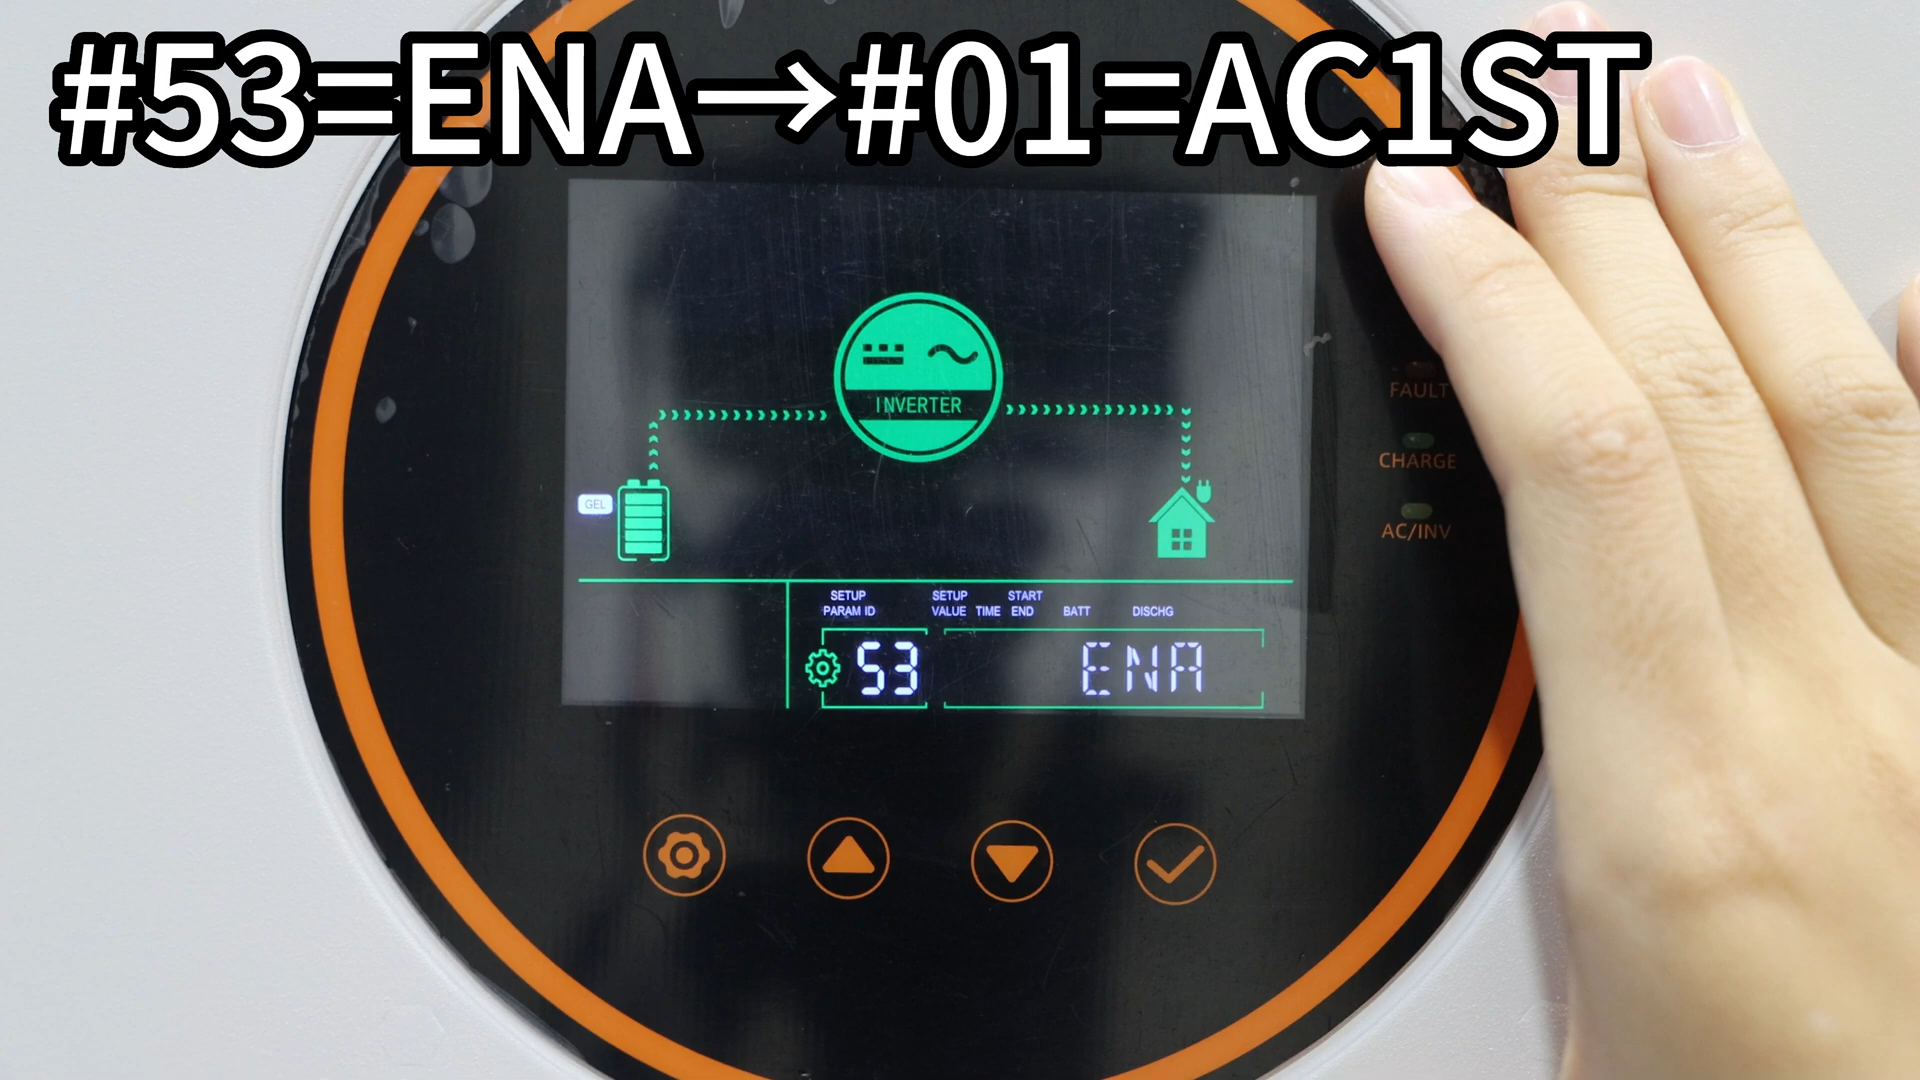 #53=ENA→#01=AC1ST
INVERTER
FAULT
CHARGE
AC/INV
GEL
SETUP PARAM ID
SETUP VALUE
TIME
START END
BATT
DISCHG
53
ENA